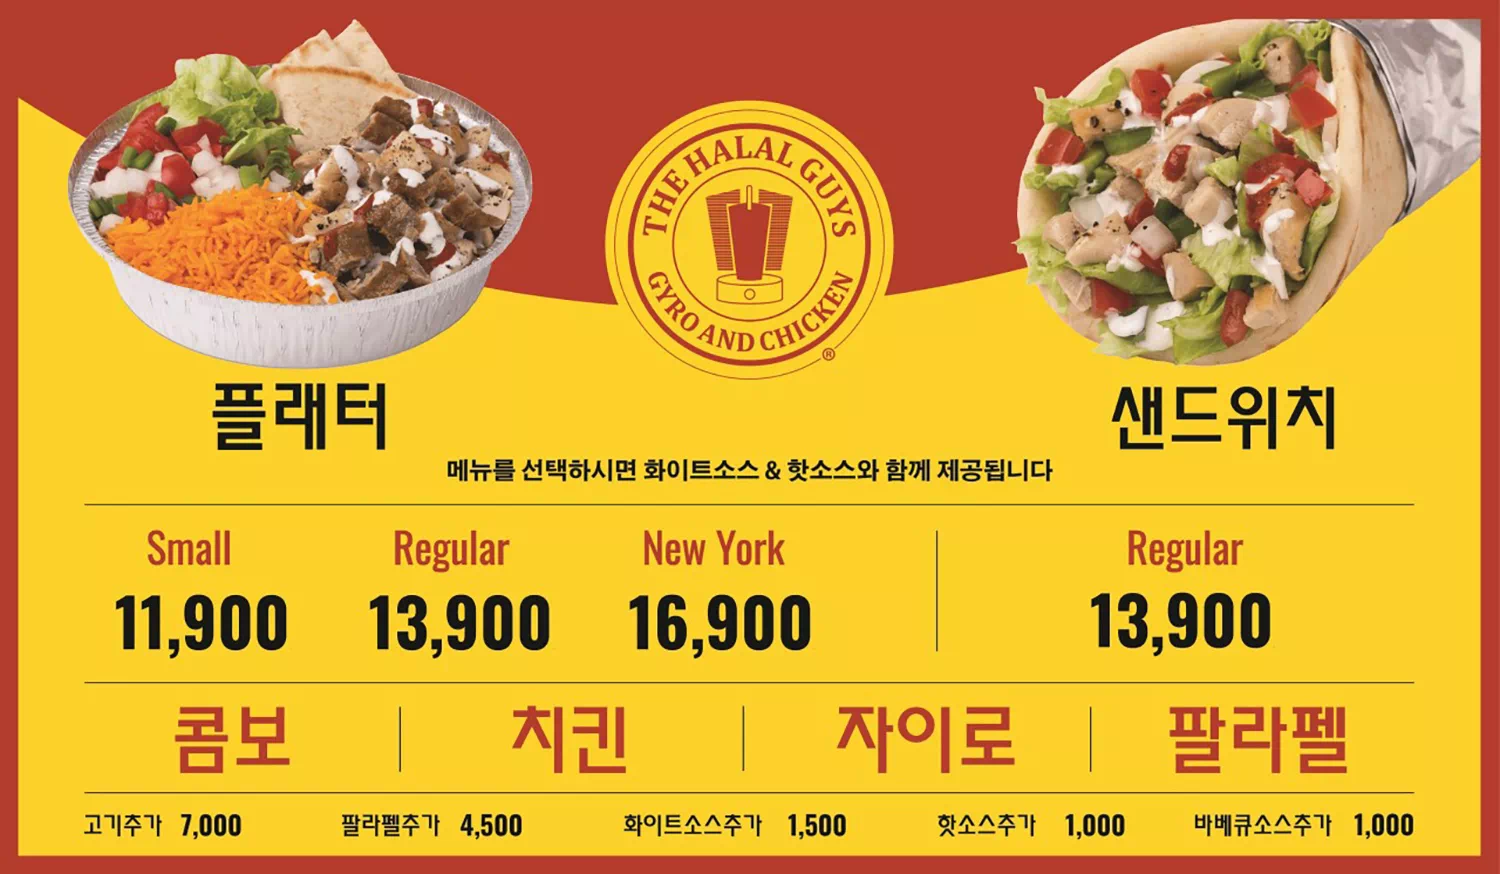 THE HALAL GUYS
GYRO AND CHICKEN
®
플래터
샌드위치
메뉴를 선택하시면 화이트소스 & 핫소스와 함께 제공됩니다
Small Regular New York Regular
11,900 13,900 16,900 13,900
콤보 치킨 자이로 팔라펠
고기추가 7,000 팔라펠추가 4,500 화이트소스추가 1,500 핫소스추가 1,000 바베큐소스추가 1,000